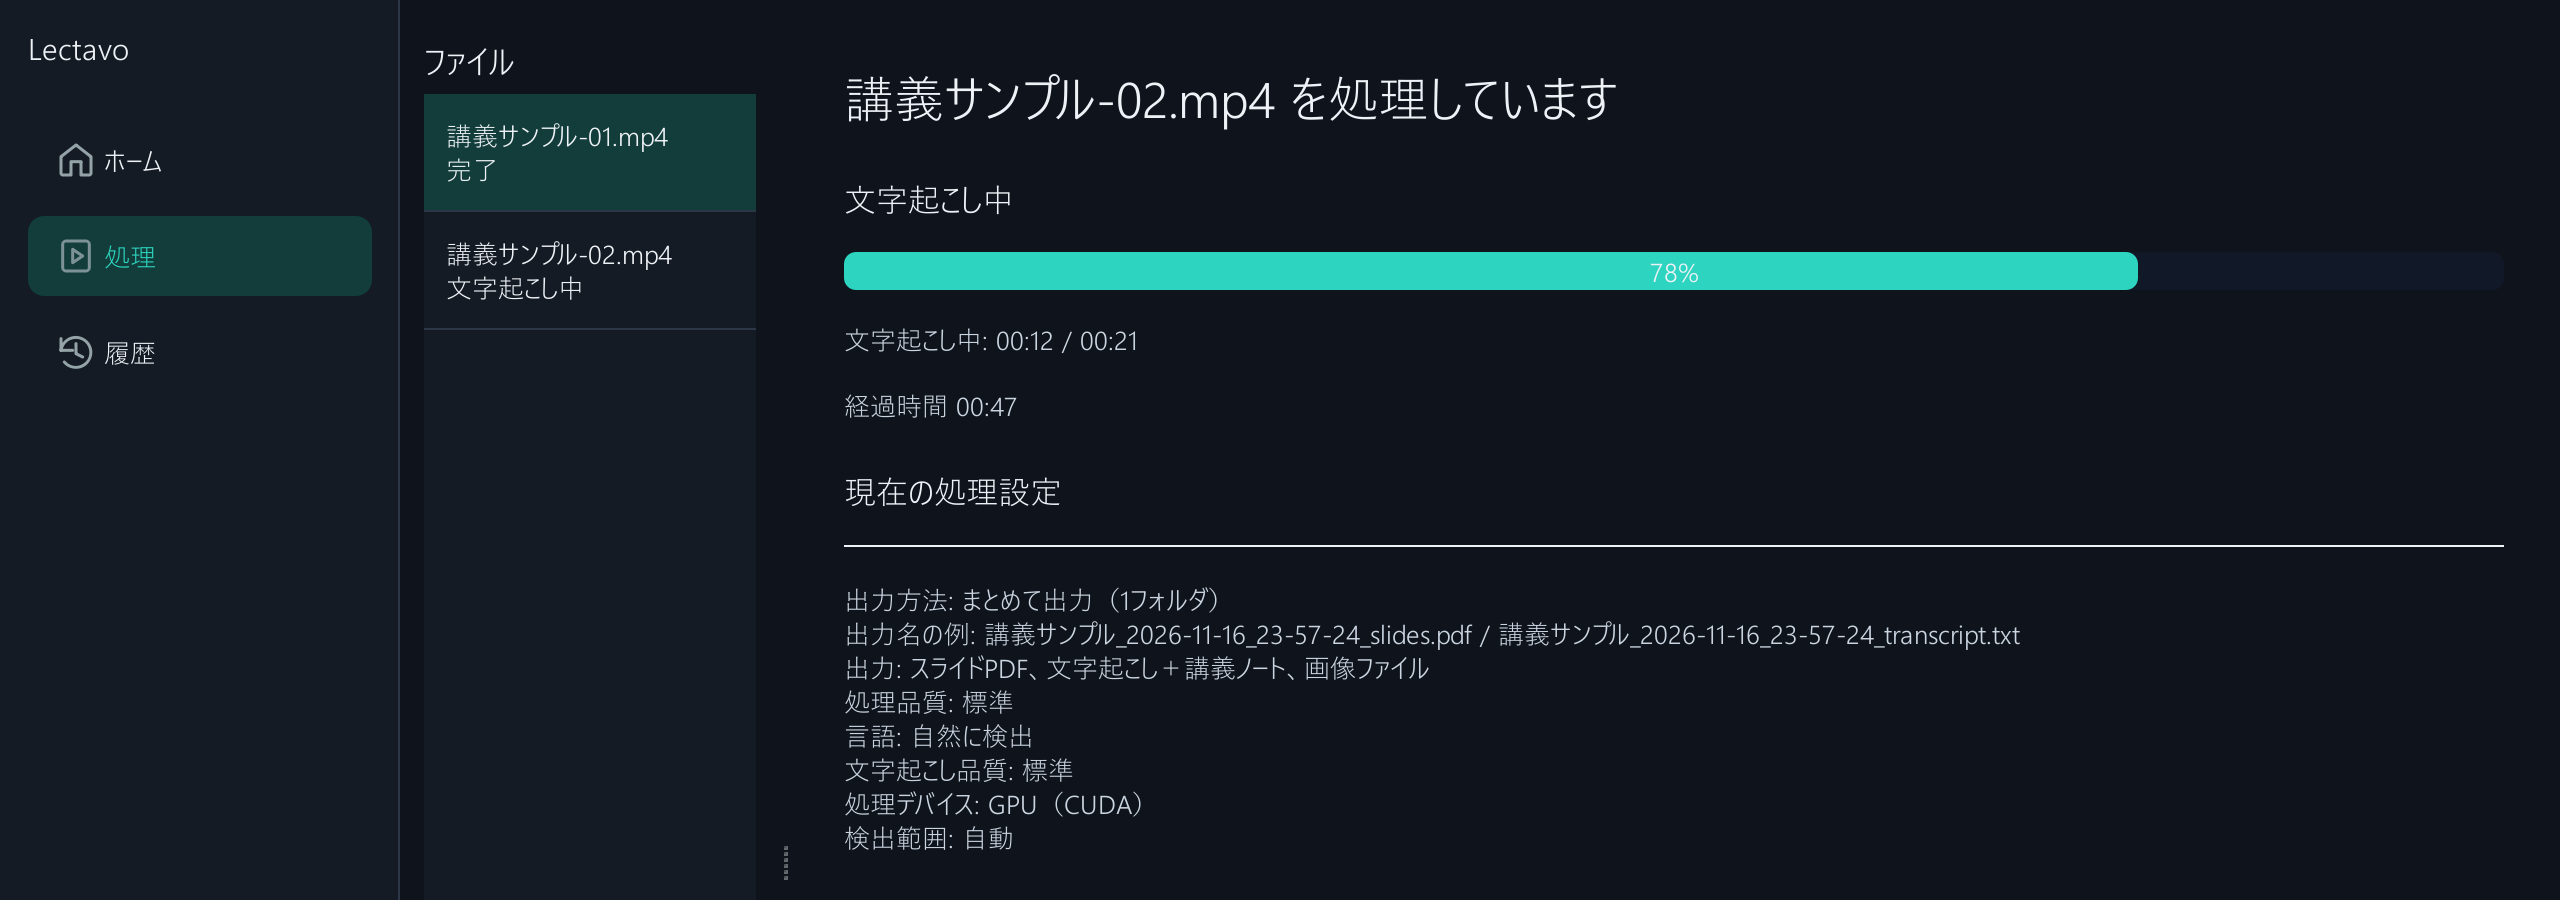 Lectavo
ホーム
処理
履歴
ファイル
講義サンプル-01.mp4
完了
講義サンプル-02.mp4
文字起こし中
講義サンプル-02.mp4 を処理しています
文字起こし中
78%
文字起こし中: 00:12 / 00:21
経過時間 00:47
現在の処理設定
出力方法: まとめて出力（1フォルダ）
出力名の例: 講義サンプル_2026-11-16_23-57-24_slides.pdf / 講義サンプル_2026-11-16_23-57-24_transcript.txt
出力: スライドPDF、文字起こし＋講義ノート、画像ファイル
処理品質: 標準
言語: 自然に検出
文字起こし品質: 標準
処理デバイス: GPU（CUDA）
検出範囲: 自動